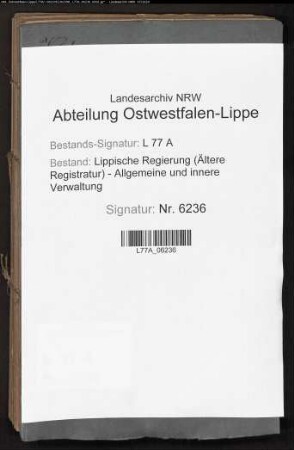 Landesarchiv NRW
Abteilung Ostwestfalen-Lippe
Bestands-Signatur: L 77 A
Bestand: Lippische Regierung (Ältere
Registratur) - Allgemeine und innere
Verwaltung
Signatur: Nr. 6236
L77A_06236